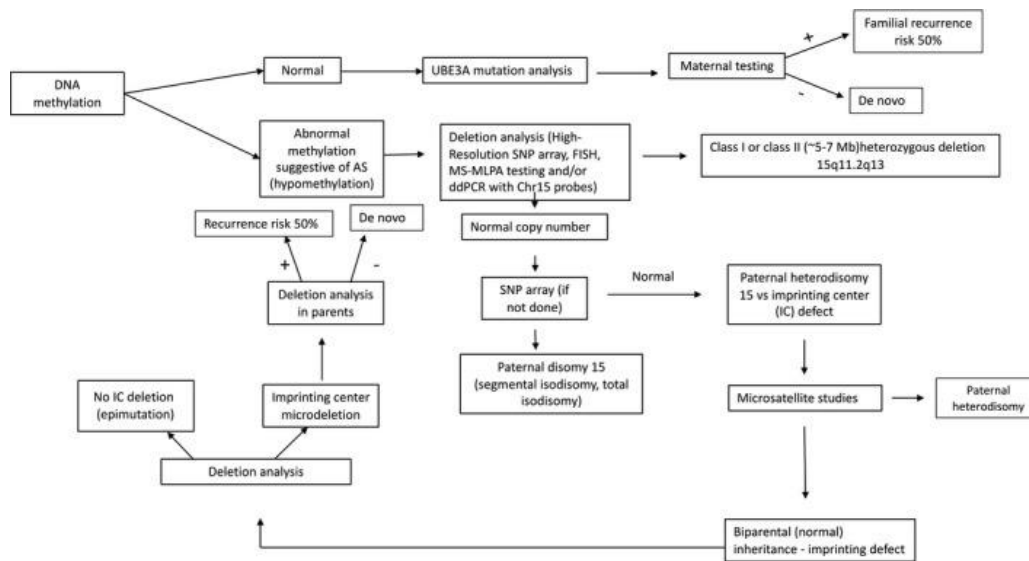 DNA
methylation
Normal
UBE3A mutation analysis
Maternal testing
+
-
Familial recurrence
risk 50%
De novo
Abnormal
methylation
suggestive of AS
(hypomethylation)
Deletion analysis (High-
Resolution SNP array, FISH,
MS-MLPA testing and/or
ddPCR with Chr15 probes)
Class I or class II (~5-7 Mb)heterozygous deletion
15q11.2q13
Normal copy number
SNP array (if
not done)
Normal
Paternal heterodisomy
15 vs imprinting center
(IC) defect
Paternal disomy 15
(segmental isodisomy, total
isodisomy)
Microsatellite studies
Paternal
heterodisomy
Biparental (normal)
inheritance - imprinting defect
Deletion analysis
No IC deletion
(epimutation)
Imprinting center
microdeletion
Deletion analysis
in parents
+
-
Recurrence risk 50%
De novo